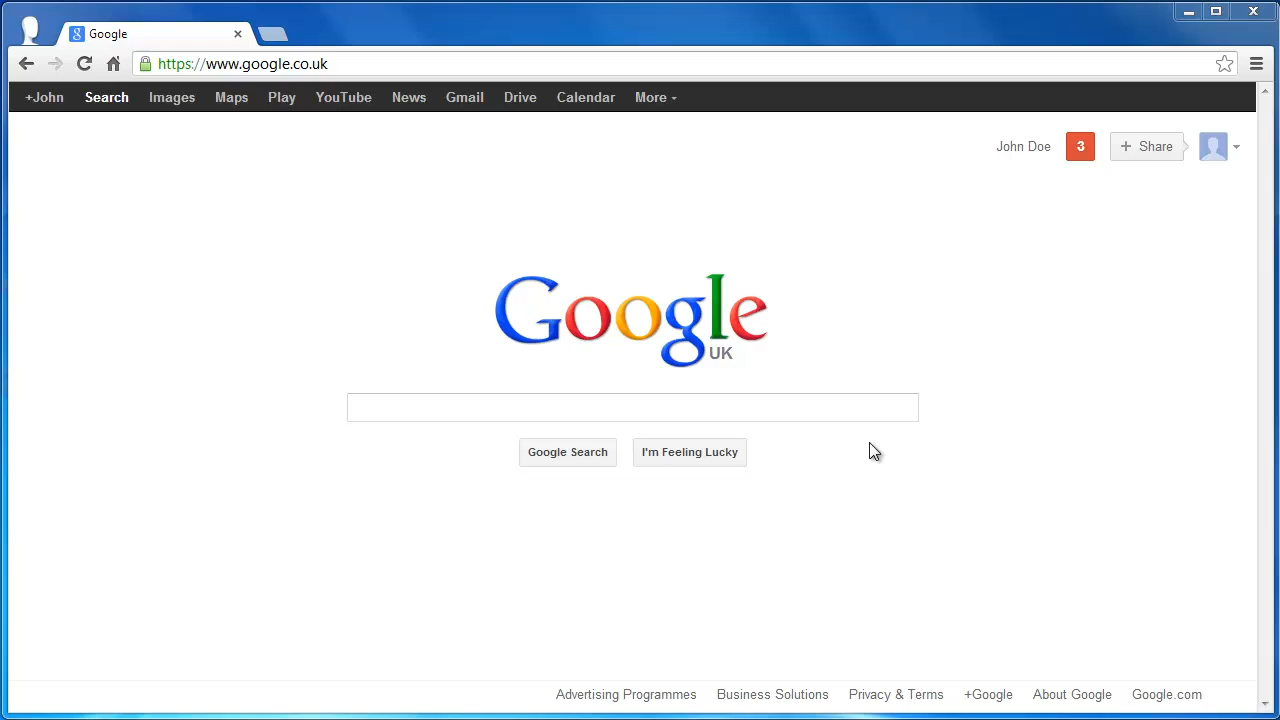 Google
https://www.google.co.uk
+John Search Images Maps Play YouTube News Gmail Drive Calendar More
John Doe 3 + Share
Google
UK
Google Search I'm Feeling Lucky
Advertising Programmes Business Solutions Privacy & Terms +Google About Google Google.com